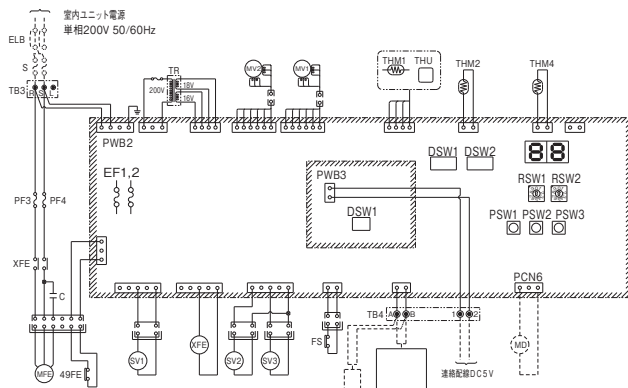 室内ユニット電源
単相200V 50/60Hz
ELB
S
TB3 R S L
TR
200V
18V
16V
MV2
MV1
THM1 THU
THM2
THM4
PWB2
EF1,2
PWB3
DSW1
DSW1 DSW2
88
RSW1 RSW2
PSW1 PSW2 PSW3
PF3 PF4
XFE
C
MFE
49FE
SV1
XFE
SV2
SV3
FS
TB4 A B 1 2
PCN6
MD
連絡配線DC5V